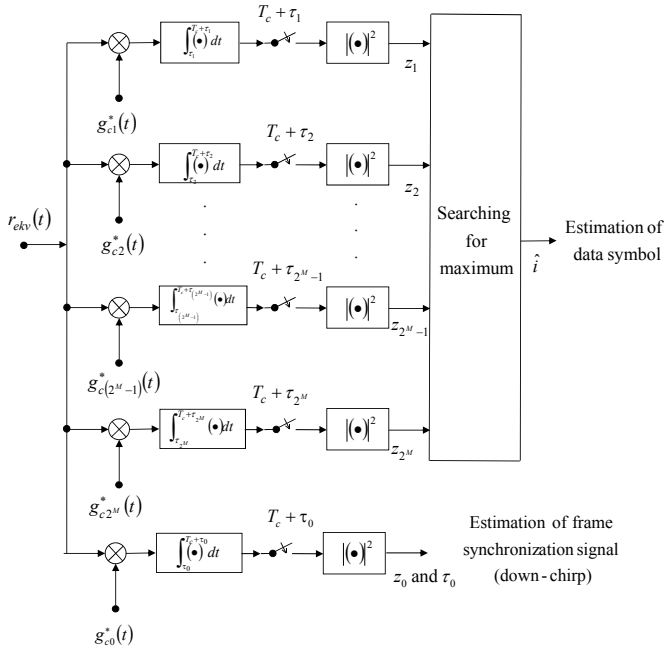 T_c + τ_1
∫_{τ_1}^{T_c+τ_1} (•) dt
|(•)|^2
z_1
g*_{c1}(t)
T_c + τ_2
∫_{τ_2}^{T_c+τ_2} (•) dt
|(•)|^2
z_2
r_{ekv}(t)
g*_{c2}(t)
. . .
Searching
for
maximum
Estimation of
data symbol
î
T_c + τ_{2^M−1}
∫_{τ_{(2^M−1)}}^{T_c+τ_{(2^M−1)}} (•) dt
|(•)|^2
z_{2^M−1}
g*_{c(2^M−1)}(t)
T_c + τ_{2^M}
∫_{τ_{2^M}}^{T_c+τ_{2^M}} (•) dt
|(•)|^2
z_{2^M}
g*_{c2^M}(t)
T_c + τ_0
∫_{τ_0}^{T_c+τ_0} (•) dt
|(•)|^2
z_0 and τ_0
Estimation of frame
synchronization signal
(down - chirp)
g*_{c0}(t)